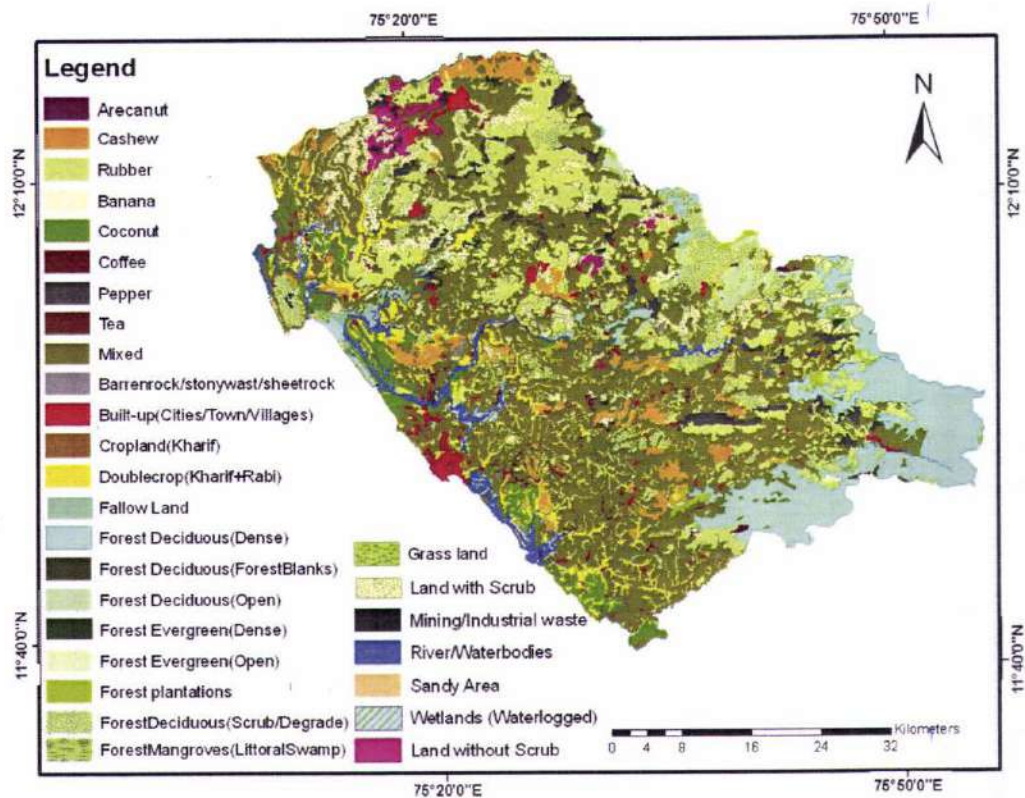 75°20'0"E
75°50'0"E
Legend
N
Arecanut
Cashew
Rubber
Banana
Coconut
Coffee
Pepper
Tea
Mixed
Barrenrock/stonywast/sheetrock
Built-up(Cities/Town/Villages)
Cropland(Kharif)
Doublecrop(Kharif+Rabi)
Fallow Land
Forest Deciduous(Dense)
Forest Deciduous(ForestBlanks)
Forest Deciduous(Open)
Forest Evergreen(Dense)
Forest Evergreen(Open)
Forest plantations
ForestDeciduous(Scrub/Degrade)
ForestMangroves(LittoralSwamp)
Grass land
Land with Scrub
Mining/Industrial waste
River/Waterbodies
Sandy Area
Wetlands (Waterlogged)
Land without Scrub
12°10'0"N
12°10'0"N
11°40'0"N
11°40'0"N
Kilometers
0 4 8 16 24 32
75°20'0"E
75°50'0"E